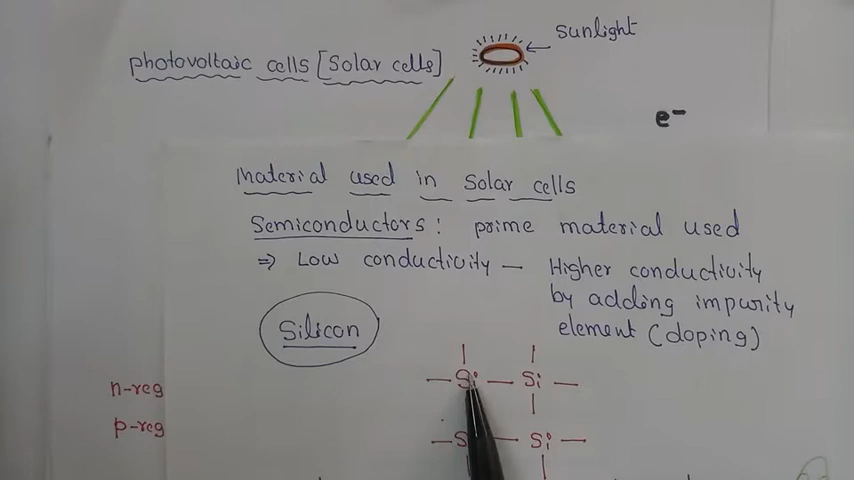 sunlight
photovoltaic cells [Solar cells]
e-
Material used in Solar cells
Semiconductors: prime material used
⇒ Low conductivity — Higher conductivity
by adding impurity
element (doping)
Silicon
— Si — Si —
n-reg
p-reg
— S — Si —